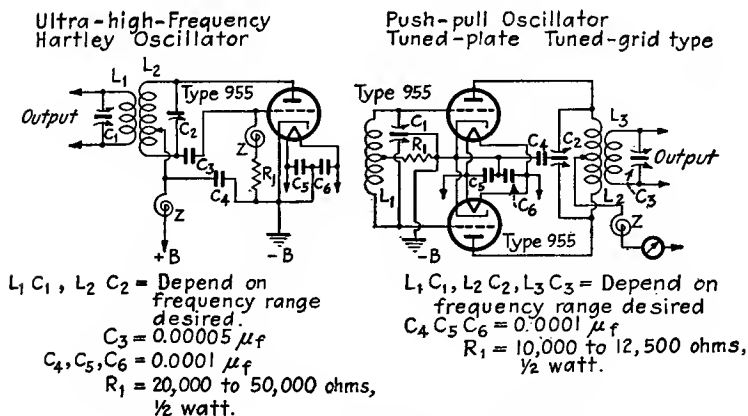 Ultra-high-Frequency
Hartley Oscillator
L1
L2
Type 955
Output
C1
C2
C3
Z
R1
C4
C5
C6
Z
+B
-B
L1 C1, L2 C2 = Depend on
frequency range
desired.
C3 = 0.00005 μf
C4, C5, C6 = 0.0001 μf
R1 = 20,000 to 50,000 ohms,
½ watt.
Push-pull Oscillator
Tuned-plate Tuned-grid type
Type 955
C1
R1
L1
C4
C2
L3
Output
C5
C6
L2
C3
Z
-B
Type 955
L1 C1, L2 C2, L3 C3 = Depend on
frequency range desired
C4 C5 C6 = 0.0001 μf
R1 = 10,000 to 12,500 ohms,
½ watt.